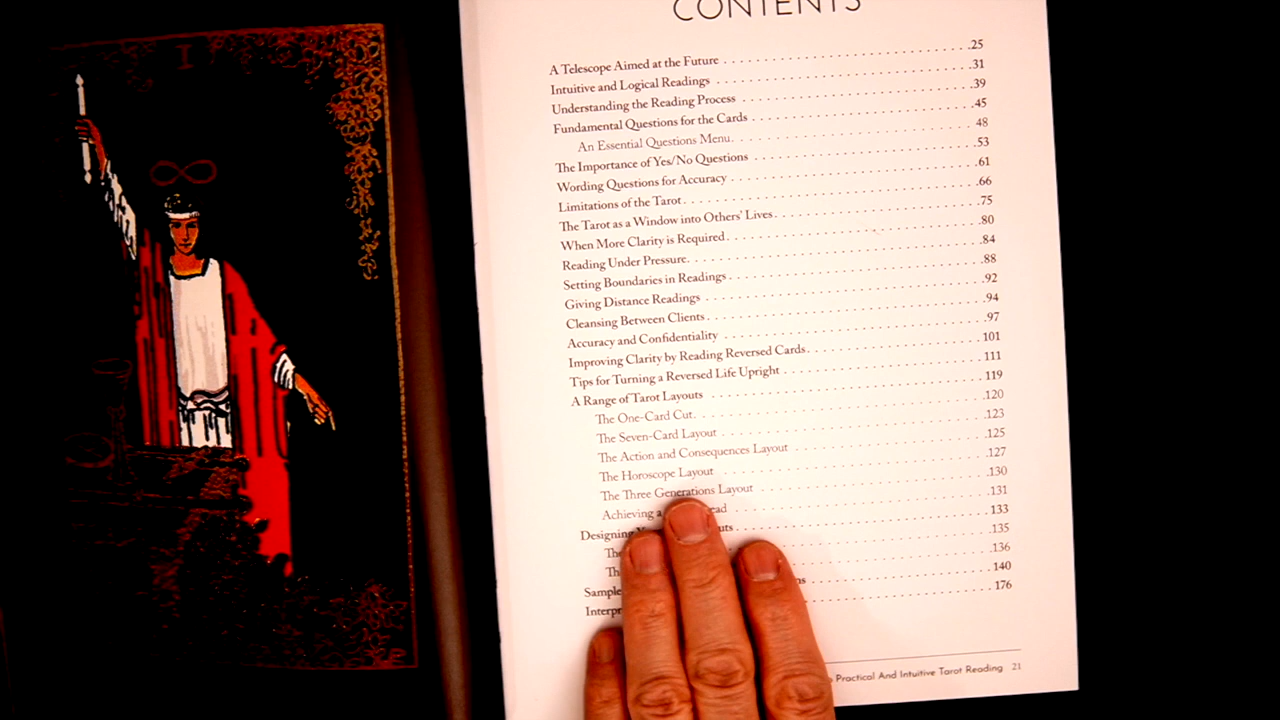 I
CONTENTS
A Telescope Aimed at the Future . . . . . . . . . . . . . . . . . . . . . . . . . .25
Intuitive and Logical Readings . . . . . . . . . . . . . . . . . . . . . . . . . .31
Understanding the Reading Process . . . . . . . . . . . . . . . . . . . . . . . .39
Fundamental Questions for the Cards . . . . . . . . . . . . . . . . . . . . . . .45
An Essential Questions Menu. . . . . . . . . . . . . . . . . . . . . . . . 48
The Importance of Yes/No Questions . . . . . . . . . . . . . . . . . . . . . . .53
Wording Questions for Accuracy . . . . . . . . . . . . . . . . . . . . . . . . .61
Limitations of the Tarot. . . . . . . . . . . . . . . . . . . . . . . . . . . . .66
The Tarot as a Window into Others' Lives. . . . . . . . . . . . . . . . . . . . .75
When More Clarity is Required. . . . . . . . . . . . . . . . . . . . . . . . . .80
Reading Under Pressure. . . . . . . . . . . . . . . . . . . . . . . . . . . . .84
Setting Boundaries in Readings . . . . . . . . . . . . . . . . . . . . . . . . .88
Giving Distance Readings . . . . . . . . . . . . . . . . . . . . . . . . . . . .92
Cleansing Between Clients. . . . . . . . . . . . . . . . . . . . . . . . . . . .94
Accuracy and Confidentiality . . . . . . . . . . . . . . . . . . . . . . . . . .97
Improving Clarity by Reading Reversed Cards. . . . . . . . . . . . . . . . . . 101
Tips for Turning a Reversed Life Upright . . . . . . . . . . . . . . . . . . . . 111
A Range of Tarot Layouts . . . . . . . . . . . . . . . . . . . . . . . . . . . 119
The One-Card Cut. . . . . . . . . . . . . . . . . . . . . . . . . . . . .120
The Seven-Card Layout . . . . . . . . . . . . . . . . . . . . . . . . . .123
The Action and Consequences Layout . . . . . . . . . . . . . . . . . . .125
The Horoscope Layout . . . . . . . . . . . . . . . . . . . . . . . . . .127
The Three Generations Layout . . . . . . . . . . . . . . . . . . . . . .130
Achieving a . . . . . . . . . . . . . . . . . . . . . . . .131
Designing . . . . . . . . . . . . . . . . . . . . . . . . .133
.135
.136
.140
.176
Practical And Intuitive Tarot Reading 21